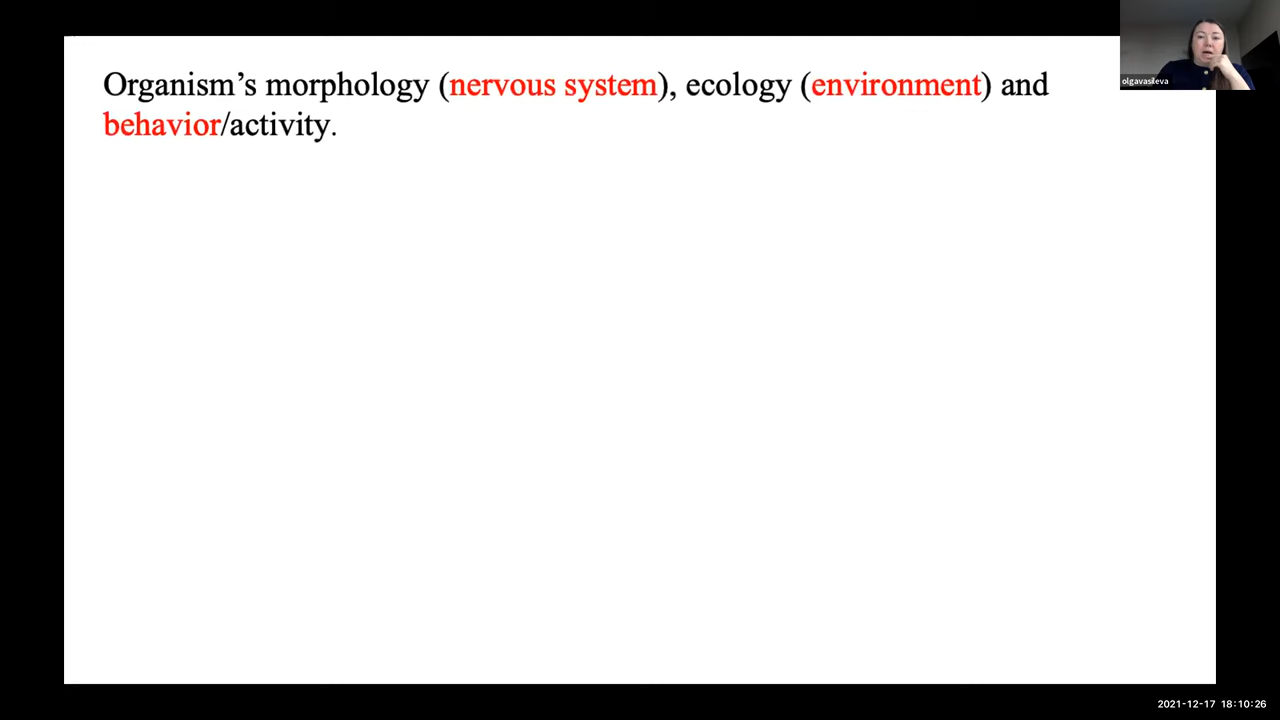 Organism’s morphology (nervous system), ecology (environment) and
behavior/activity.
olgavasileva
2021-12-17 18:10:26